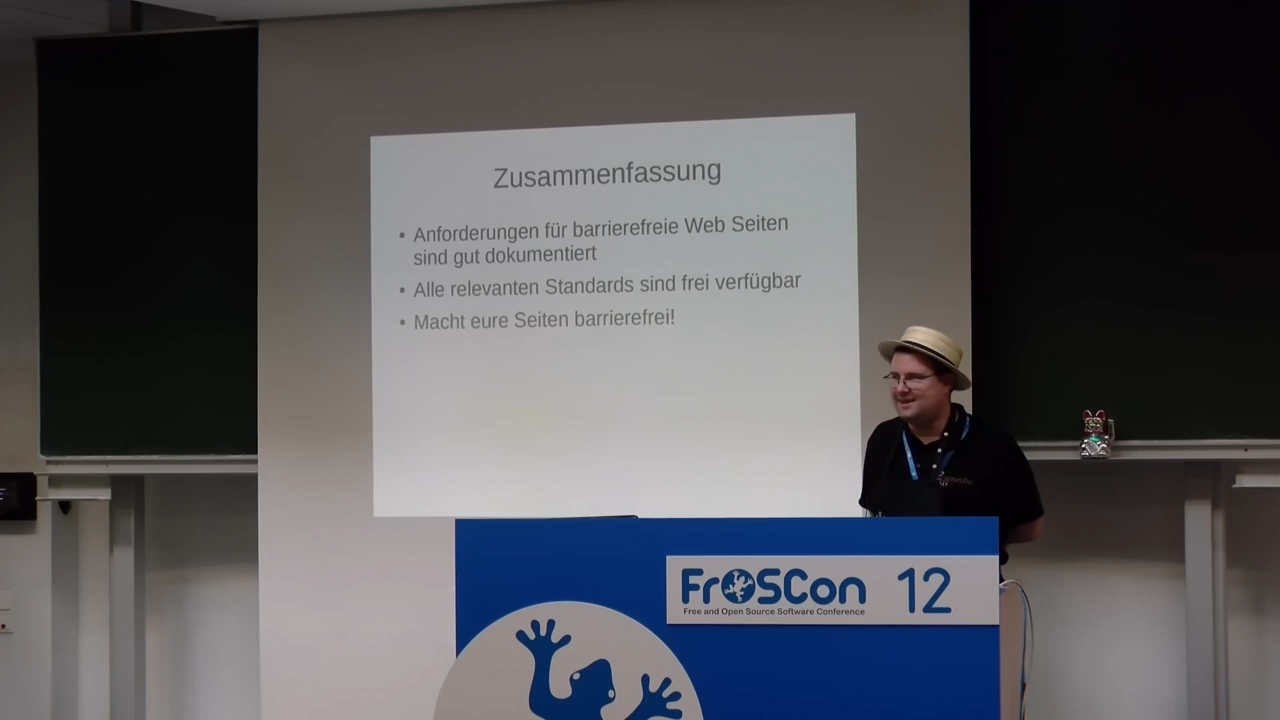 Zusammenfassung
• Anforderungen für barrierefreie Web Seiten
sind gut dokumentiert
• Alle relevanten Standards sind frei verfügbar
• Macht eure Seiten barrierefrei!
FrOSCon 12
Free and Open Source Software Conference